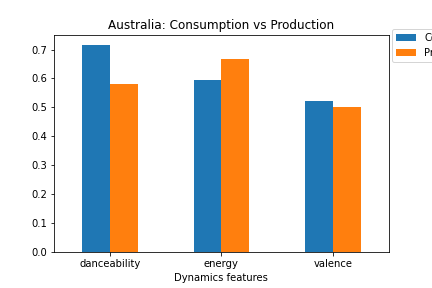 Australia: Consumption vs Production
0.7
0.6
0.5
0.4
0.3
0.2
0.1
0.0
danceability
energy
valence
Dynamics features